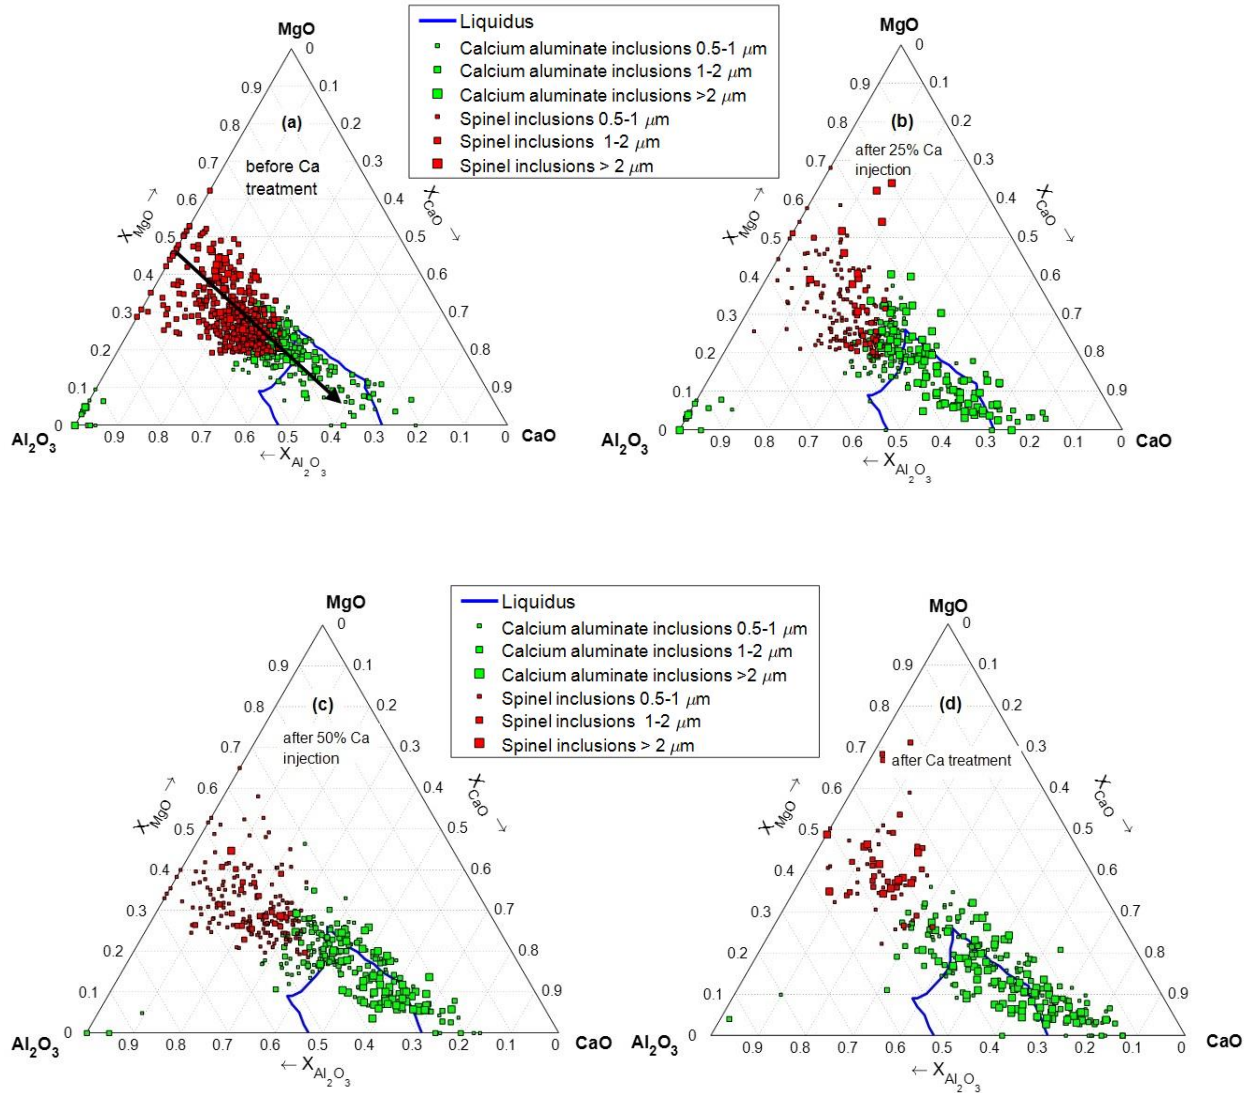 MgO
0
0.1
0.2
0.3
0.4
0.5
0.6
0.7
0.8
0.9
0.9
0.8
0.7
0.6
0.5
0.4
0.3
0.2
0.1
0
(a)
before Ca
treatment
X_MgO →
X_CaO →
Al₂O₃
0.9 0.8 0.7 0.6 0.5 0.4 0.3 0.2 0.1 0
CaO
← X_Al₂O₃
Liquidus
Calcium aluminate inclusions 0.5-1 μm
Calcium aluminate inclusions 1-2 μm
Calcium aluminate inclusions >2 μm
Spinel inclusions 0.5-1 μm
Spinel inclusions 1-2 μm
Spinel inclusions > 2 μm
MgO
0
0.1
0.2
0.3
0.4
0.5
0.6
0.7
0.8
0.9
0.9
0.8
0.7
0.6
0.5
0.4
0.3
0.2
0.1
0
(b)
after 25% Ca
injection
X_MgO →
X_CaO →
Al₂O₃
0.9 0.8 0.7 0.6 0.5 0.4 0.3 0.2 0.1 0
CaO
← X_Al₂O₃
MgO
0
0.1
0.2
0.3
0.4
0.5
0.6
0.7
0.8
0.9
0.9
0.8
0.7
0.6
0.5
0.4
0.3
0.2
0.1
0
(c)
after 50% Ca
injection
X_MgO →
X_CaO →
Al₂O₃
0.9 0.8 0.7 0.6 0.5 0.4 0.3 0.2 0.1 0
CaO
← X_Al₂O₃
Liquidus
Calcium aluminate inclusions 0.5-1 μm
Calcium aluminate inclusions 1-2 μm
Calcium aluminate inclusions >2 μm
Spinel inclusions 0.5-1 μm
Spinel inclusions 1-2 μm
Spinel inclusions > 2 μm
MgO
0
0.1
0.2
0.3
0.4
0.5
0.6
0.7
0.8
0.9
0.9
0.8
0.7
0.6
0.5
0.4
0.3
0.2
0.1
0
(d)
after Ca treatment
X_MgO →
X_CaO →
Al₂O₃
0.9 0.8 0.7 0.6 0.5 0.4 0.3 0.2 0.1 0
CaO
← X_Al₂O₃